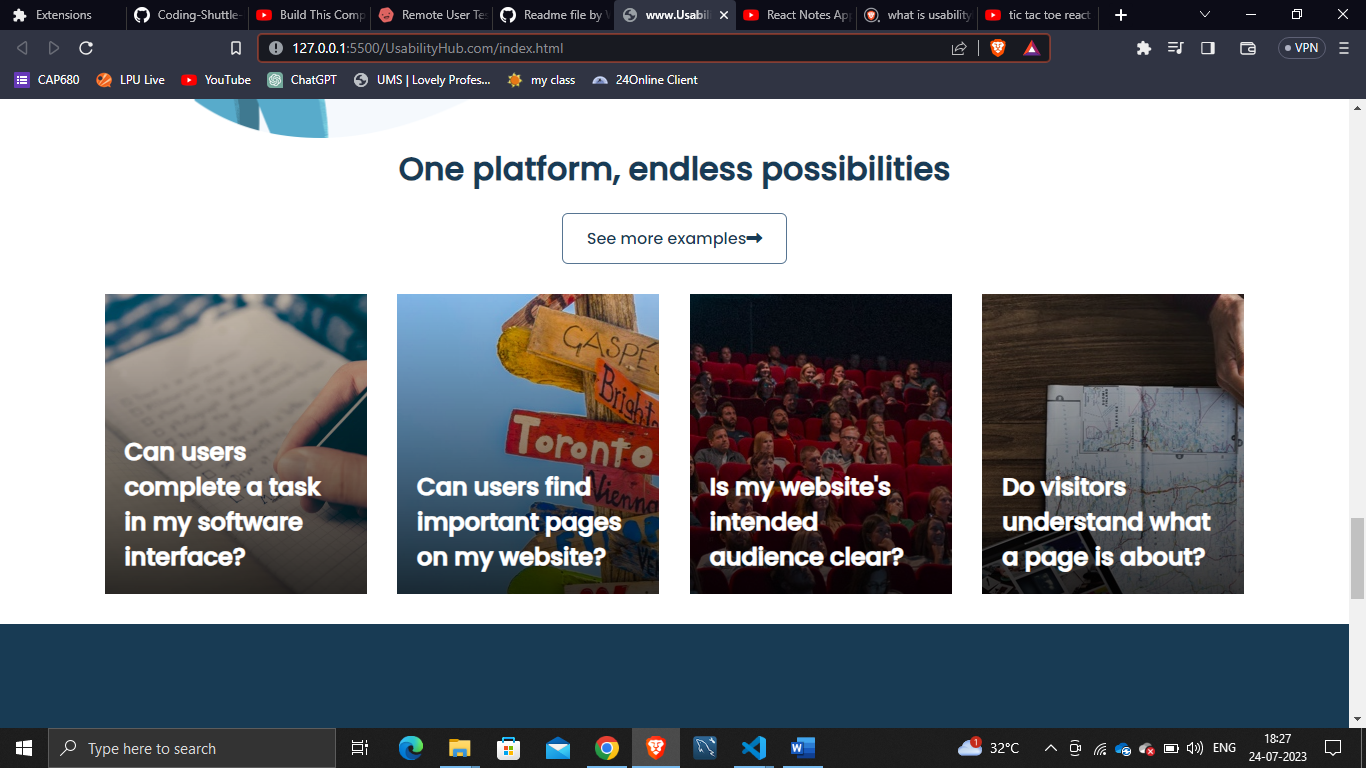 Extensions
Coding-Shuttle-
Build This Comp
Remote User Tes
Readme file by V
www.Usabil
React Notes App
what is usability
tic tac toe react
127.0.0.1:5500/UsabilityHub.com/index.html
VPN
CAP680
LPU Live
YouTube
ChatGPT
UMS | Lovely Profes...
my class
24Online Client
One platform, endless possibilities
See more examples
Can users
complete a task
in my software
interface?
GASPÉ
Bright
Toronto
Vienna
Can users find
important pages
on my website?
Is my website's
intended
audience clear?
Do visitors
understand what
a page is about?
Type here to search
1
32°C
ENG
18:27
24-07-2023